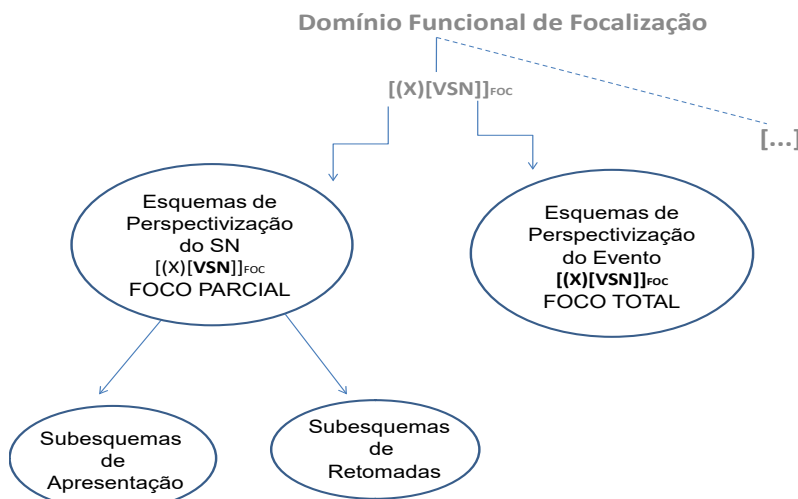 Domínio Funcional de Focalização
[(X)[VSN]]FOC
[...]
Esquemas de
Perspectivização
do SN
[(X)[VSN]]FOC
FOCO PARCIAL
Esquemas de
Perspectivização
do Evento
[(X)[VSN]]FOC
FOCO TOTAL
Subesquemas
de
Apresentação
Subesquemas
de
Retomadas